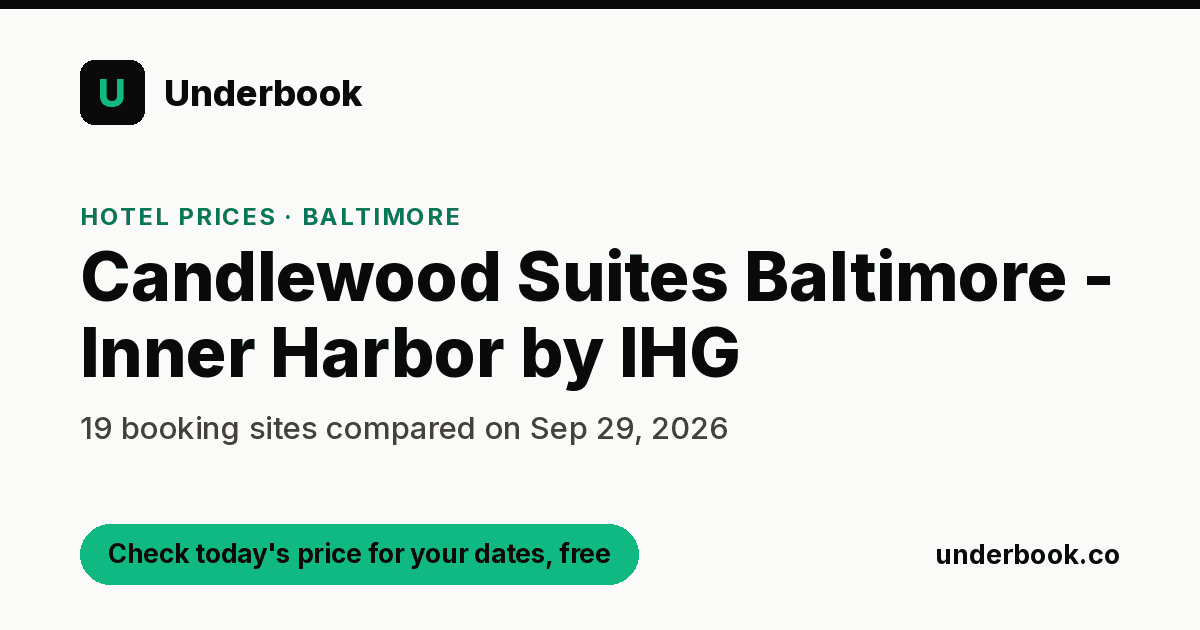 U Underbook
HOTEL PRICES · BALTIMORE
Candlewood Suites Baltimore -
Inner Harbor by IHG
19 booking sites compared on Sep 29, 2026
Check today's price for your dates, free
underbook.co